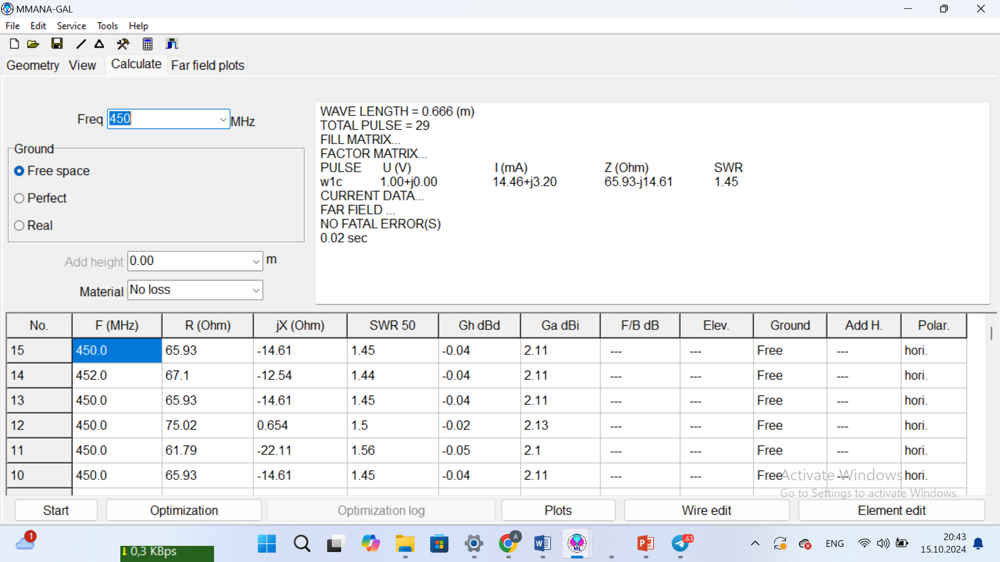 MMANA-GAL
File Edit Service Tools Help
Geometry View Calculate Far field plots
Freq 450 MHz
Ground
Free space
Perfect
Real
Add height 0.00 m
Material No loss
WAVE LENGTH = 0.666 (m)
TOTAL PULSE = 29
FILL MATRIX...
FACTOR MATRIX...
PULSE U (V) I (mA) Z (Ohm) SWR
w1c 1.00+j0.00 14.46+j3.20 65.93-j14.61 1.45
CURRENT DATA...
FAR FIELD ...
NO FATAL ERROR(S)
0.02 sec
No. F (MHz) R (Ohm) jX (Ohm) SWR 50 Gh dBd Ga dBi F/B dB Elev. Ground Add H. Polar.
15 450.0 65.93 -14.61 1.45 -0.04 2.11 --- --- Free --- hori.
14 452.0 67.1 -12.54 1.44 -0.04 2.11 --- --- Free --- hori.
13 450.0 65.93 -14.61 1.45 -0.04 2.11 --- --- Free --- hori.
12 450.0 75.02 0.654 1.5 -0.02 2.13 --- --- Free --- hori.
11 450.0 61.79 -22.11 1.56 -0.05 2.1 --- --- Free --- hori.
10 450.0 65.93 -14.61 1.45 -0.04 2.11 --- --- Free --- hori.
Activate Windows
Go to Settings to activate Windows.
Start Optimization Optimization log Plots Wire edit Element edit
1
0,3 KBps
A
ML
..63
ENG
20:43
15.10.2024